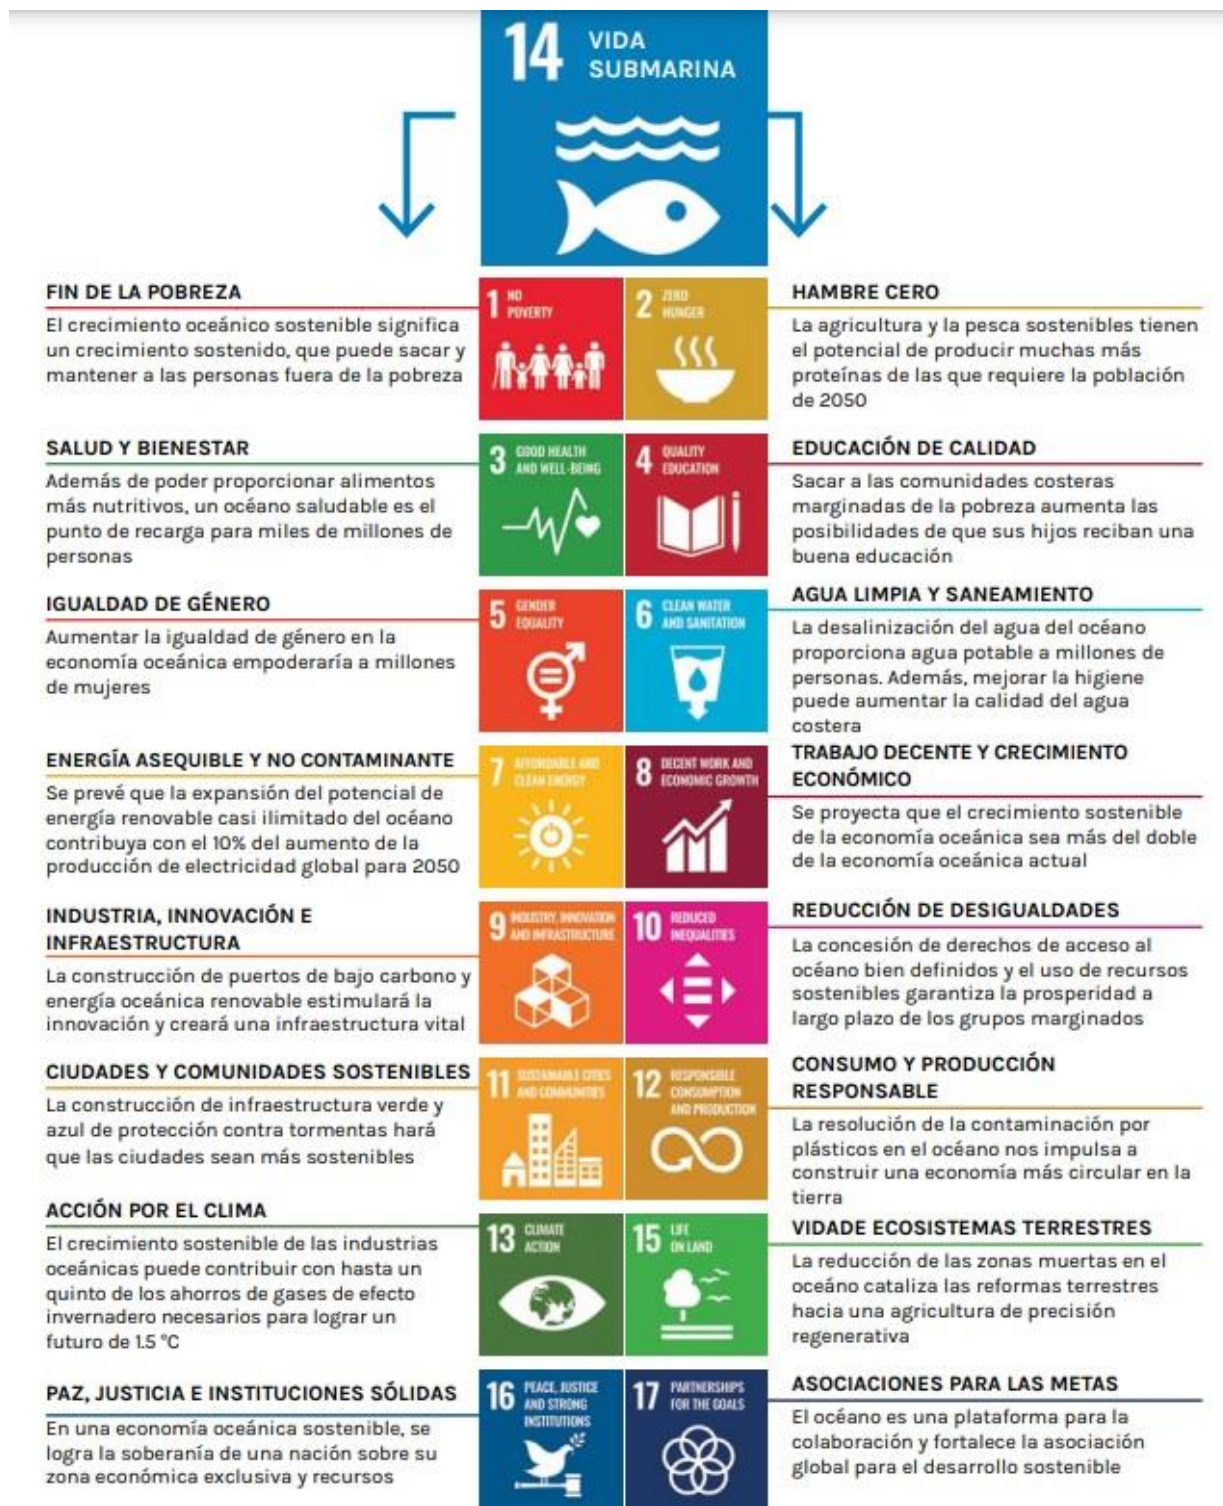 14 VIDA
SUBMARINA
FIN DE LA POBREZA
El crecimiento oceánico sostenible significa
un crecimiento sostenido, que puede sacar y
mantener a las personas fuera de la pobreza
1 NO
POVERTY
2 ZERO
HUNGER
HAMBRE CERO
La agricultura y la pesca sostenibles tienen
el potencial de producir muchas más
proteínas de las que requiere la población
de 2050
SALUD Y BIENESTAR
Además de poder proporcionar alimentos
más nutritivos, un océano saludable es el
punto de recarga para miles de millones de
personas
3 GOOD HEALTH
AND WELL-BEING
4 QUALITY
EDUCATION
EDUCACIÓN DE CALIDAD
Sacar a las comunidades costeras
marginadas de la pobreza aumenta las
posibilidades de que sus hijos reciban una
buena educación
IGUALDAD DE GÉNERO
Aumentar la igualdad de género en la
economía oceánica empoderaría a millones
de mujeres
5 GENDER
EQUALITY
6 CLEAN WATER
AND SANITATION
AGUA LIMPIA Y SANEAMIENTO
La desalinización del agua del océano
proporciona agua potable a millones de
personas. Además, mejorar la higiene
puede aumentar la calidad del agua
costera
ENERGÍA ASEQUIBLE Y NO CONTAMINANTE
Se prevé que la expansión del potencial de
energía renovable casi ilimitado del océano
contribuya con el 10% del aumento de la
producción de electricidad global para 2050
7 AFFORDABLE AND
CLEAN ENERGY
8 DECENT WORK AND
ECONOMIC GROWTH
TRABAJO DECENTE Y CRECIMIENTO
ECONÓMICO
Se proyecta que el crecimiento sostenible
de la economía oceánica sea más del doble
de la economía oceánica actual
INDUSTRIA, INNOVACIÓN E
INFRAESTRUCTURA
La construcción de puertos de bajo carbono y
energía oceánica renovable estimulará la
innovación y creará una infraestructura vital
9 INDUSTRY, INNOVATION
AND INFRASTRUCTURE
10 REDUCED
INEQUALITIES
REDUCCIÓN DE DESIGUALDADES
La concesión de derechos de acceso al
océano bien definidos y el uso de recursos
sostenibles garantiza la prosperidad a
largo plazo de los grupos marginados
CIUDADES Y COMUNIDADES SOSTENIBLES
La construcción de infraestructura verde y
azul de protección contra tormentas hará
que las ciudades sean más sostenibles
11 SUSTAINABLE CITIES
AND COMMUNITIES
12 RESPONSIBLE
CONSUMPTION
AND PRODUCTION
CONSUMO Y PRODUCCIÓN
RESPONSABLE
La resolución de la contaminación por
plásticos en el océano nos impulsa a
construir una economía más circular en la
tierra
ACCIÓN POR EL CLIMA
El crecimiento sostenible de las industrias
oceánicas puede contribuir con hasta un
quinto de los ahorros de gases de efecto
invernadero necesarios para lograr un
futuro de 1.5 °C
13 CLIMATE
ACTION
15 LIFE
ON LAND
VIDADE ECOSISTEMAS TERRESTRES
La reducción de las zonas muertas en el
oceáno cataliza las reformas terrestres
hacia una agricultura de precisión
regenerativa
PAZ, JUSTICIA E INSTITUCIONES SÓLIDAS
En una economía oceánica sostenible, se
logra la soberanía de una nación sobre su
zona económica exclusiva y recursos
16 PEACE, JUSTICE
AND STRONG
INSTITUTIONS
17 PARTNERSHIPS
FOR THE GOALS
ASOCIACIONES PARA LAS METAS
El océano es una plataforma para la
colaboración y fortalece la asociación
global para el desarrollo sostenible